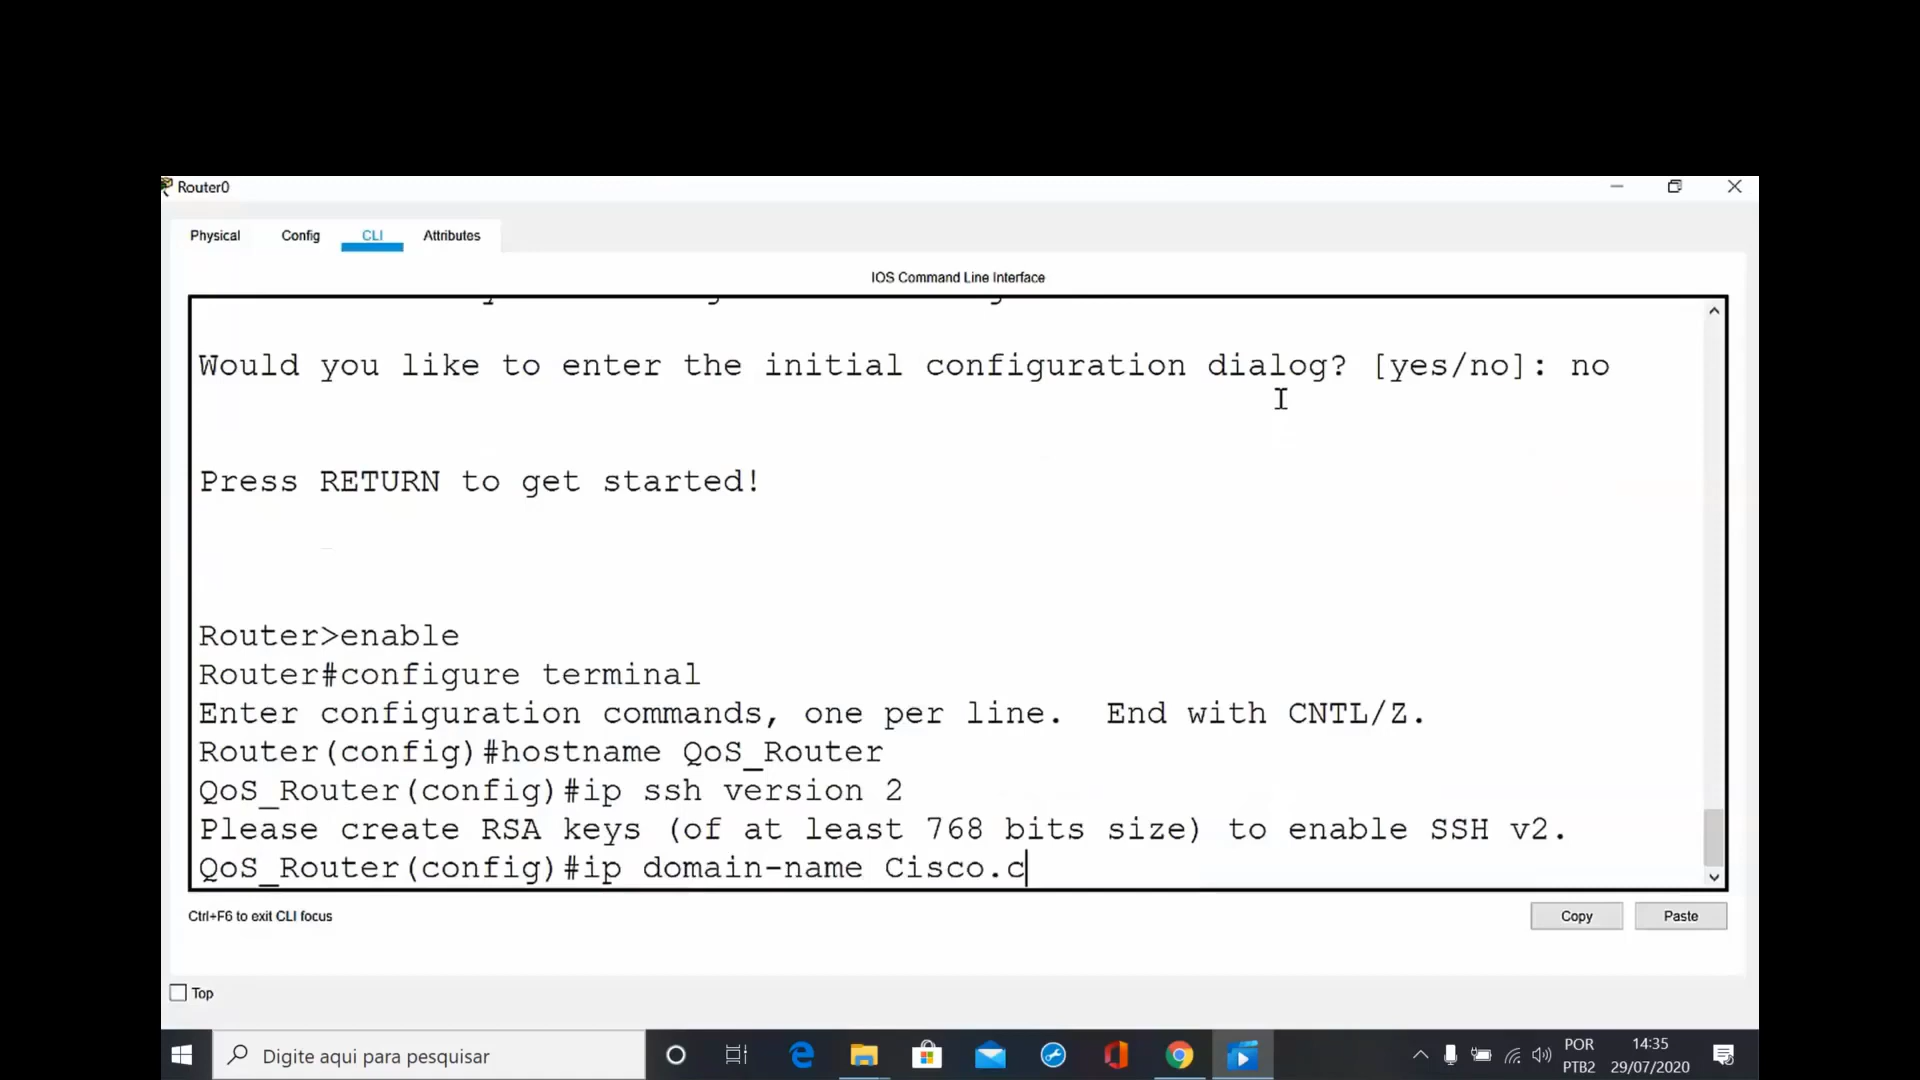 Router0
Physical Config CLI Attributes
IOS Command Line Interface
Would you like to enter the initial configuration dialog? [yes/no]: no
Press RETURN to get started!
Router>enable
Router#configure terminal
Enter configuration commands, one per line.  End with CNTL/Z.
Router(config)#hostname QoS_Router
QoS_Router(config)#ip ssh version 2
Please create RSA keys (of at least 768 bits size) to enable SSH v2.
QoS_Router(config)#ip domain-name Cisco.c
Ctrl+F6 to exit CLI focus
Copy Paste
Top
Digite aqui para pesquisar
POR 14:35
PTB2 29/07/2020